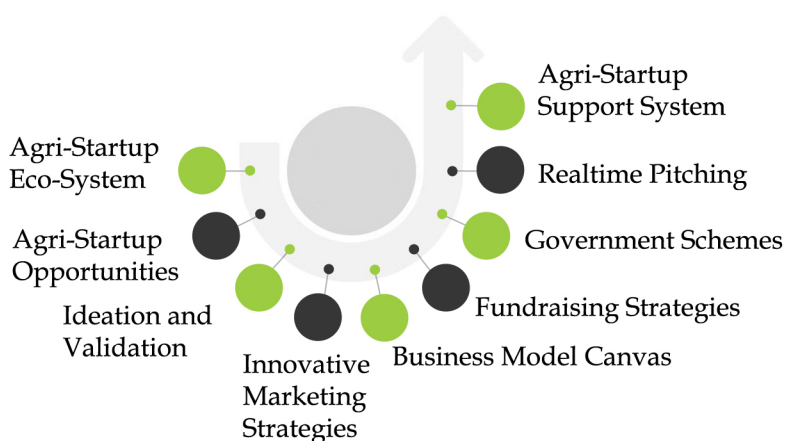 Agri-Startup
Eco-System
Agri-Startup
Opportunities
Ideation and
Validation
Innovative
Marketing
Strategies
Business Model Canvas
Fundraising Strategies
Government Schemes
Realtime Pitching
Agri-Startup
Support System